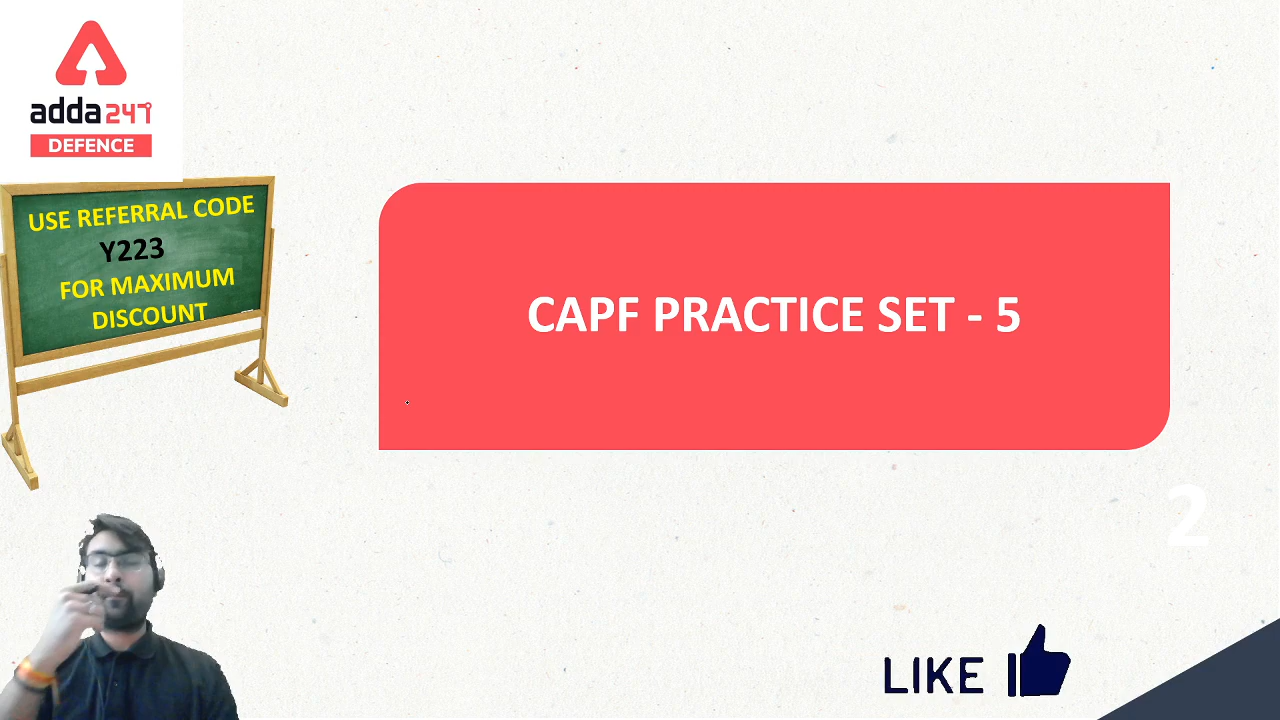 adda247
DEFENCE
USE REFERRAL CODE
Y223
FOR MAXIMUM
DISCOUNT
CAPF PRACTICE SET - 5
2
LIKE